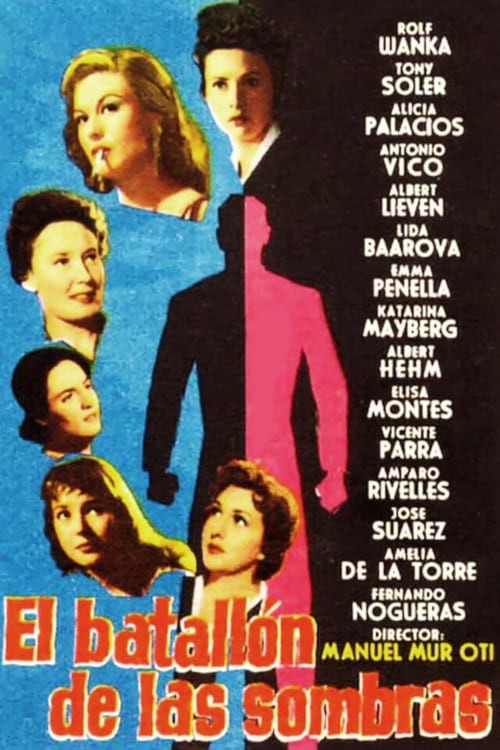 ROLF
WANKA
TONY
SOLER
ALICIA
PALACIOS
ANTONIO
VICO
ALBERT
LIEVEN
LIDA
BAAROVA
EMMA
PENELLA
KATARINA
MAYBERG
ALBERT
HEHM
ELISA
MONTES
VICENTE
PARRA
AMPARO
RIVELLES
JOSE
SUAREZ
AMELIA
DE LA TORRE
FERNANDO
NOGUERAS
DIRECTOR:
MANUEL MUR OTI
El batallón
de las sombras